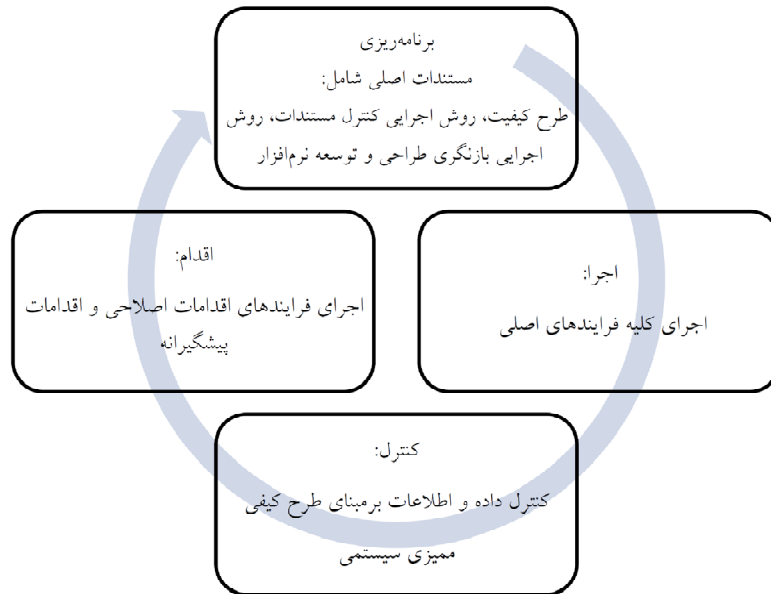 برنامه‌ریزی
مستندات اصلی شامل:
طرح کیفیت، روش اجرایی کنترل مستندات، روش
اجرایی بازنگری طراحی و توسعه نرم‌افزار
اجرا:
اجرای کلیه فرایندهای اصلی
کنترل:
کنترل داده و اطلاعات برمبنای طرح کیفی
ممیزی سیستمی
اقدام:
اجرای فرایندهای اقدامات اصلاحی و اقدامات
پیشگیرانه